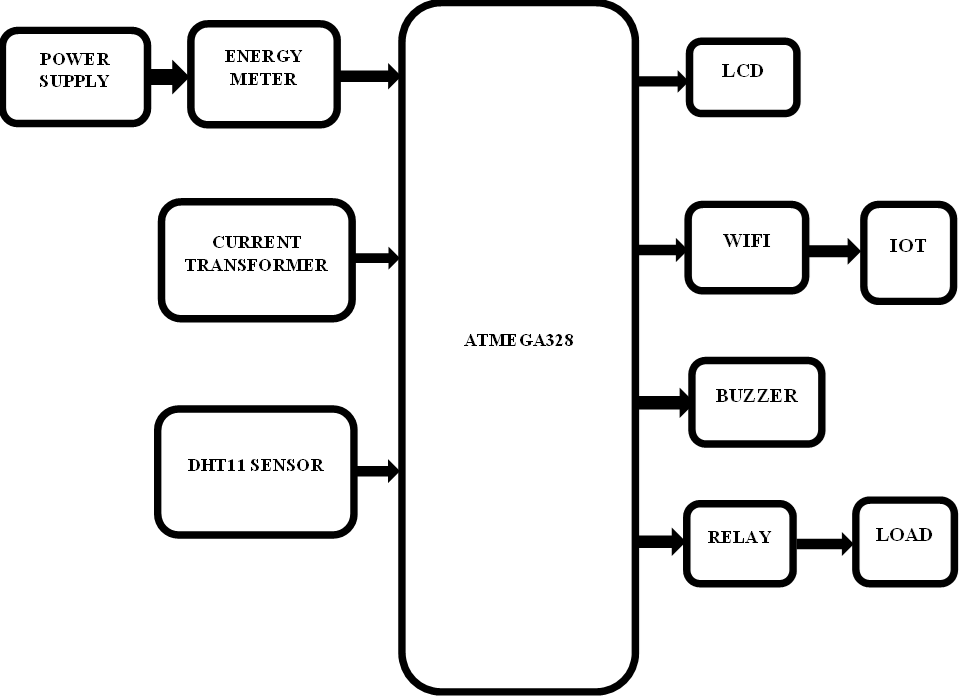 POWER
SUPPLY
ENERGY
METER
CURRENT
TRANSFORMER
DHT11 SENSOR
ATMEGA328
LCD
WIFI
IOT
BUZZER
RELAY
LOAD